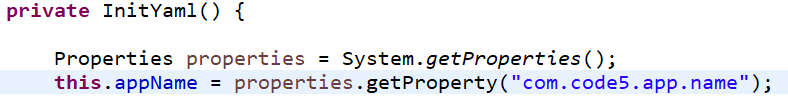 private InitYaml() {
Properties properties = System.getProperties();
this.appName = properties.getProperty("com.code5.app.name");